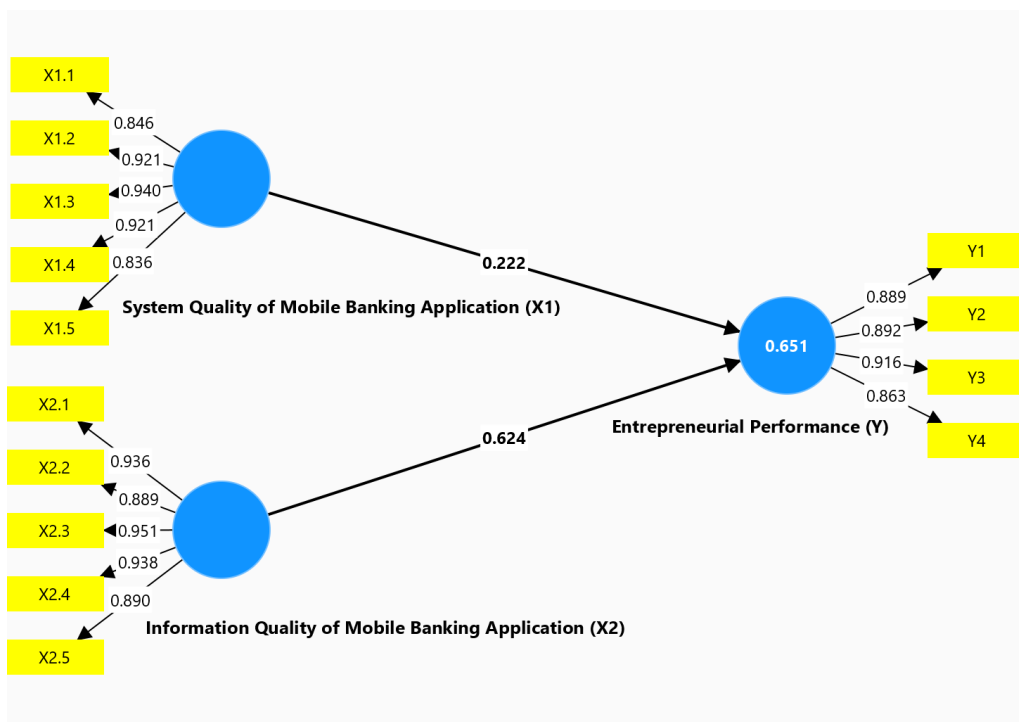 X1.1
0.846
X1.2
0.921
X1.3
0.940
0.921
X1.4
0.836
X1.5
System Quality of Mobile Banking Application (X1)
0.222
X2.1
0.936
X2.2
0.889
X2.3
0.951
0.938
X2.4
0.890
X2.5
Information Quality of Mobile Banking Application (X2)
0.624
0.651
Entrepreneurial Performance (Y)
Y1
0.889
Y2
0.892
0.916
Y3
0.863
Y4